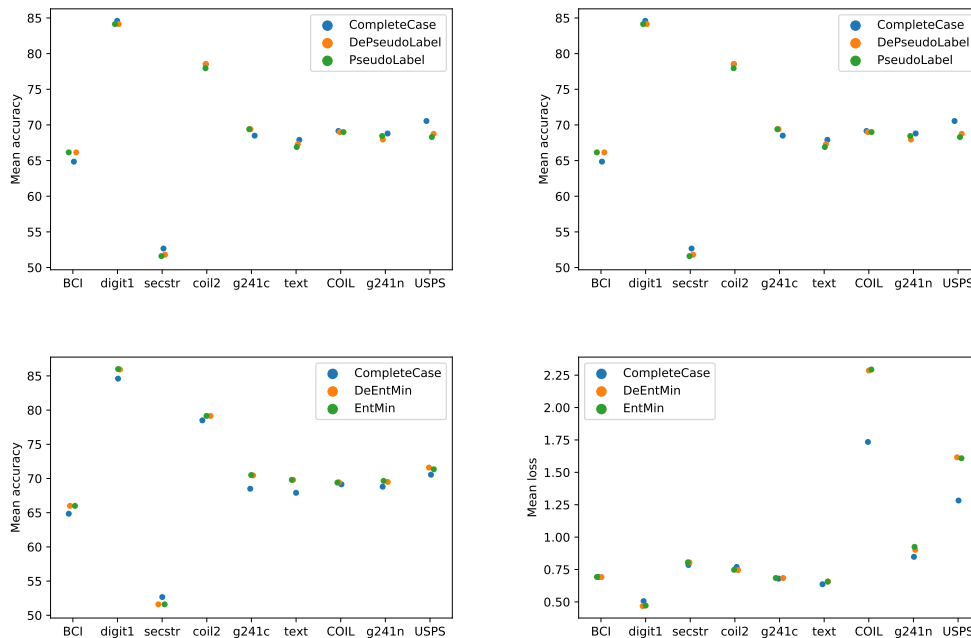 85
80
75
70
65
60
55
50
Mean accuracy
CompleteCase
DePseudoLabel
PseudoLabel
BCI digit1 secstr coil2 g241c text COIL g241n USPS
85
80
75
70
65
60
55
50
Mean accuracy
CompleteCase
DePseudoLabel
PseudoLabel
BCI digit1 secstr coil2 g241c text COIL g241n USPS
85
80
75
70
65
60
55
50
Mean accuracy
CompleteCase
DeEntMin
EntMin
BCI digit1 secstr coil2 g241c text COIL g241n USPS
2.25
2.00
1.75
1.50
1.25
1.00
0.75
0.50
Mean loss
CompleteCase
DeEntMin
EntMin
BCI digit1 secstr coil2 g241c text COIL g241n USPS